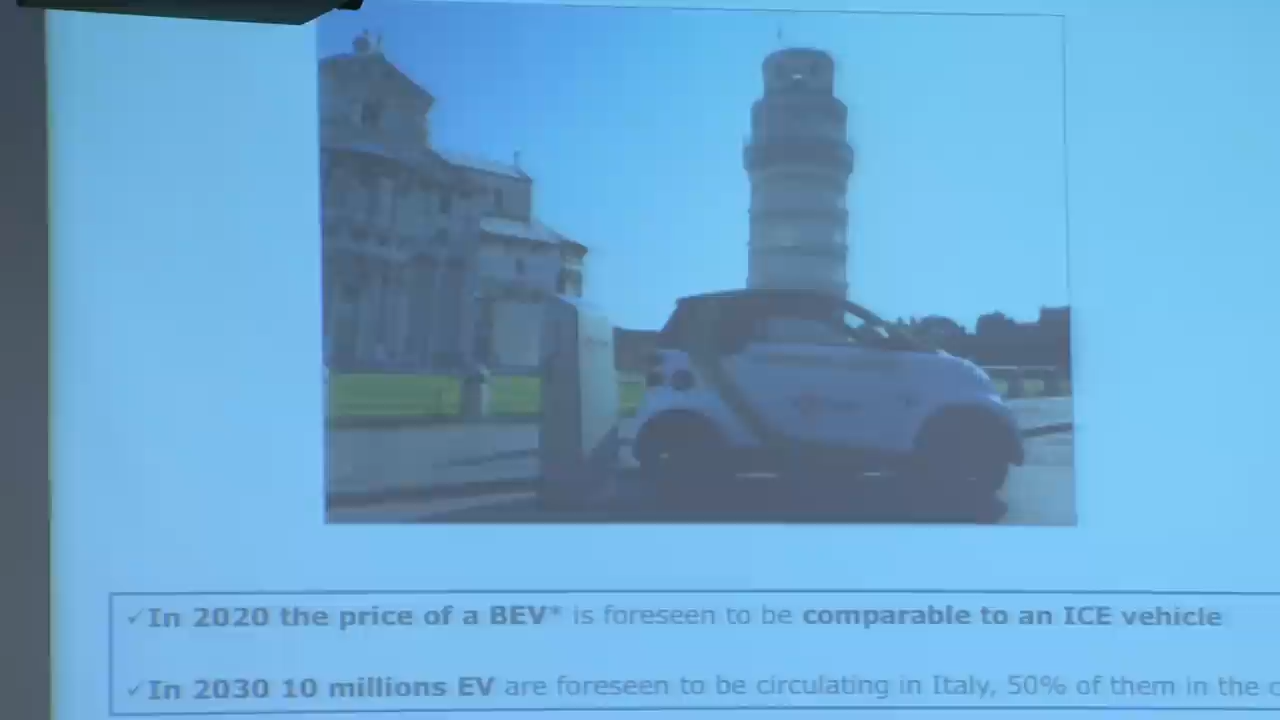 ✓In 2020 the price of a BEV* is foreseen to be comparable to an ICE vehicle
✓In 2030 10 millions EV are foreseen to be circulating in Italy, 50% of them in the